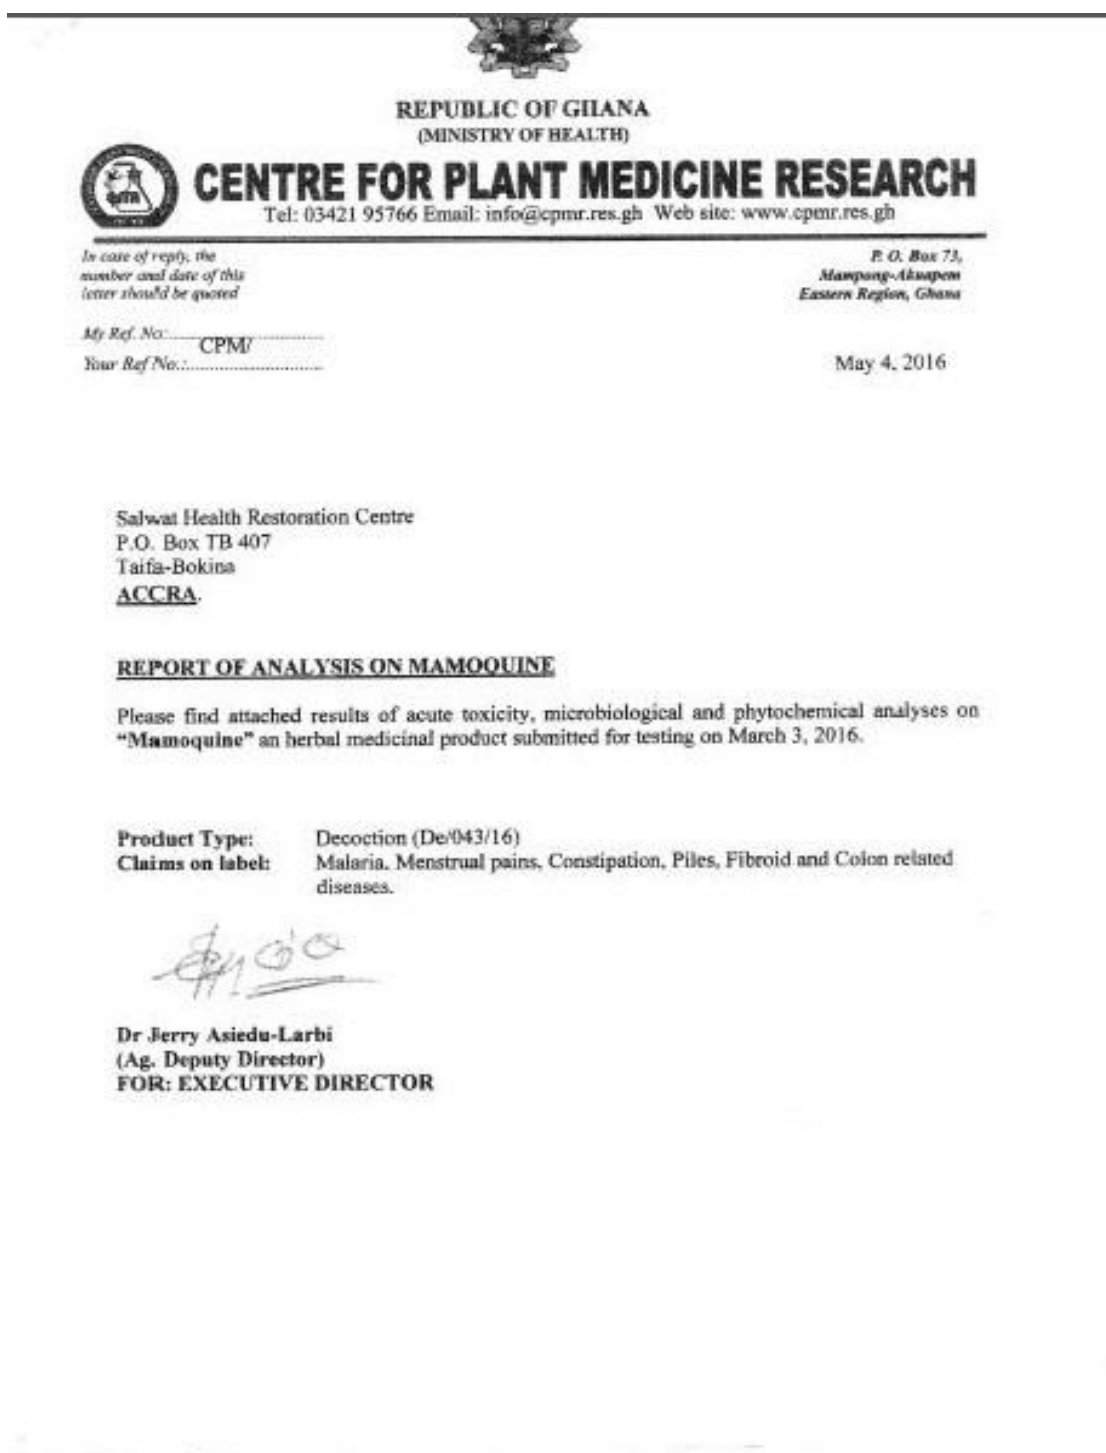 REPUBLIC OF GHANA
(MINISTRY OF HEALTH)
CENTRE FOR PLANT MEDICINE RESEARCH
Tel: 03421 95766 Email: info@cpmr.res.gh Web site: www.cpmr.res.gh
In case of reply, the
number and date of this
letter should be quoted
P. O. Box 73,
Mampong-Akuapem
Eastern Region, Ghana
My Ref. No:..............................
CPM/
Your Ref No.:..............................
May 4, 2016
Salwat Health Restoration Centre
P.O. Box TB 407
Taifa-Bokina
ACCRA.
REPORT OF ANALYSIS ON MAMOQUINE
Please find attached results of acute toxicity, microbiological and phytochemical analyses on
“Mamoquine” an herbal medicinal product submitted for testing on March 3, 2016.
Product Type: Decoction (De/043/16)
Claims on label: Malaria. Menstrual pains, Constipation, Piles, Fibroid and Colon related
diseases.
Dr Jerry Asiedu-Larbi
(Ag. Deputy Director)
FOR: EXECUTIVE DIRECTOR